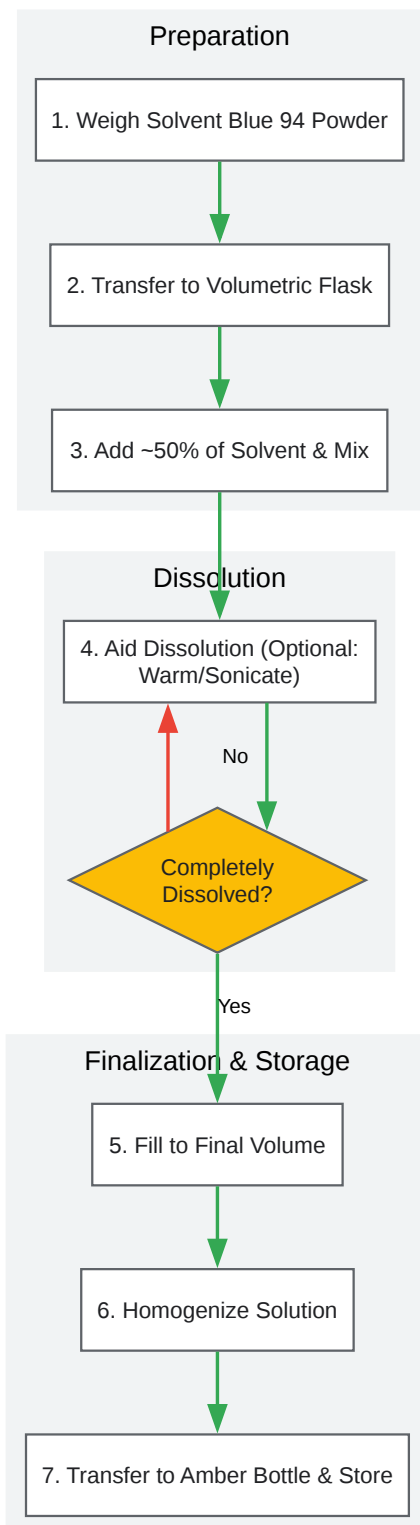 Preparation
1. Weigh Solvent Blue 94 Powder
2. Transfer to Volumetric Flask
3. Add ~50% of Solvent & Mix
Dissolution
4. Aid Dissolution (Optional:
Warm/Sonicate)
No
Completely
Dissolved?
Yes
Finalization & Storage
5. Fill to Final Volume
6. Homogenize Solution
7. Transfer to Amber Bottle & Store